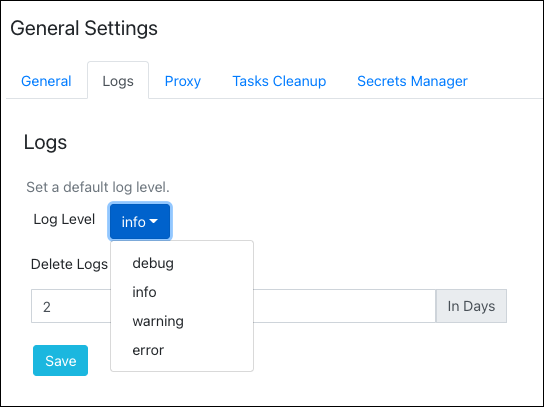 General Settings
General Logs Proxy Tasks Cleanup Secrets Manager
Logs
Set a default log level.
Log Level info
debug
Delete Logs
info
2 In Days
warning
error
Save